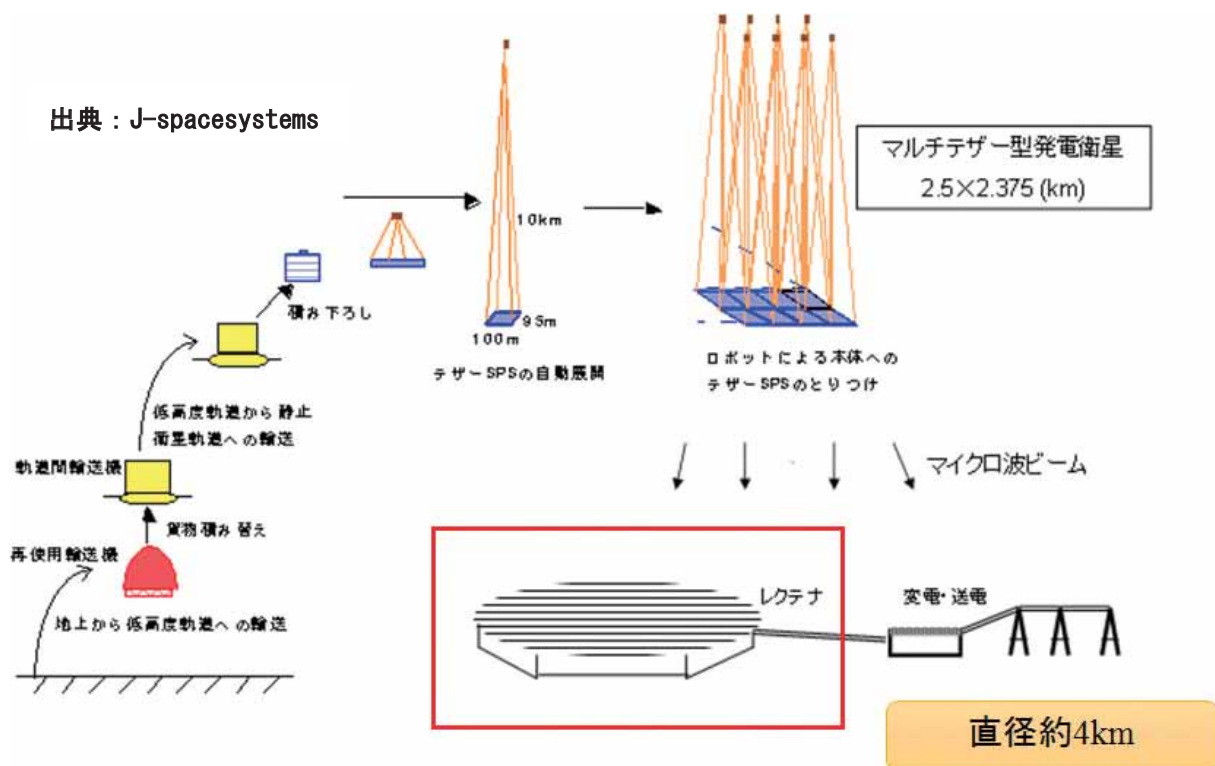 出典：J-spacesystems
マルチテザー型発電衛星
2.5×2.375 (km)
10km
95m
100m
積み下ろし
テザーSPSの自動展開
ロボットによる本体への
テザーSPSのとりつけ
低高度軌道から静止
衛星軌道への輸送
軌道間輸送機
貨物積み替え
再使用輸送機
地上から低高度軌道への輸送
マイクロ波ビーム
レクテナ
変電・送電
直径約4km